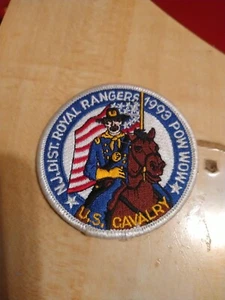 N.J. DIST. ROYAL RANGERS 1993 POW WOW
U.S. CAVALRY